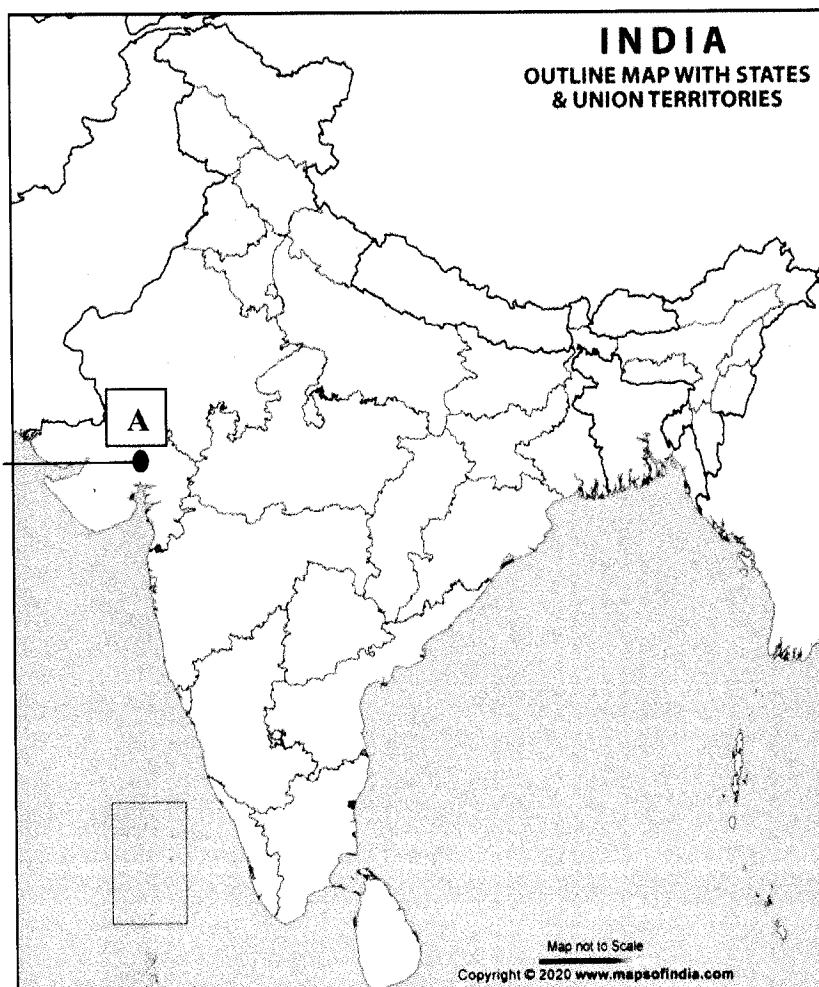 INDIA
OUTLINE MAP WITH STATES
& UNION TERRITORIES
A
Map not to Scale
Copyright © 2020 www.mapsofindia.com